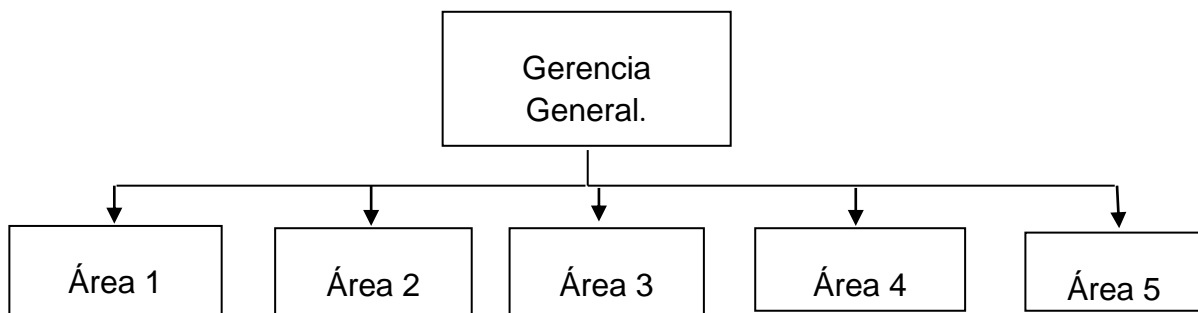 Gerencia
General.
Área 1
Área 2
Área 3
Área 4
Área 5